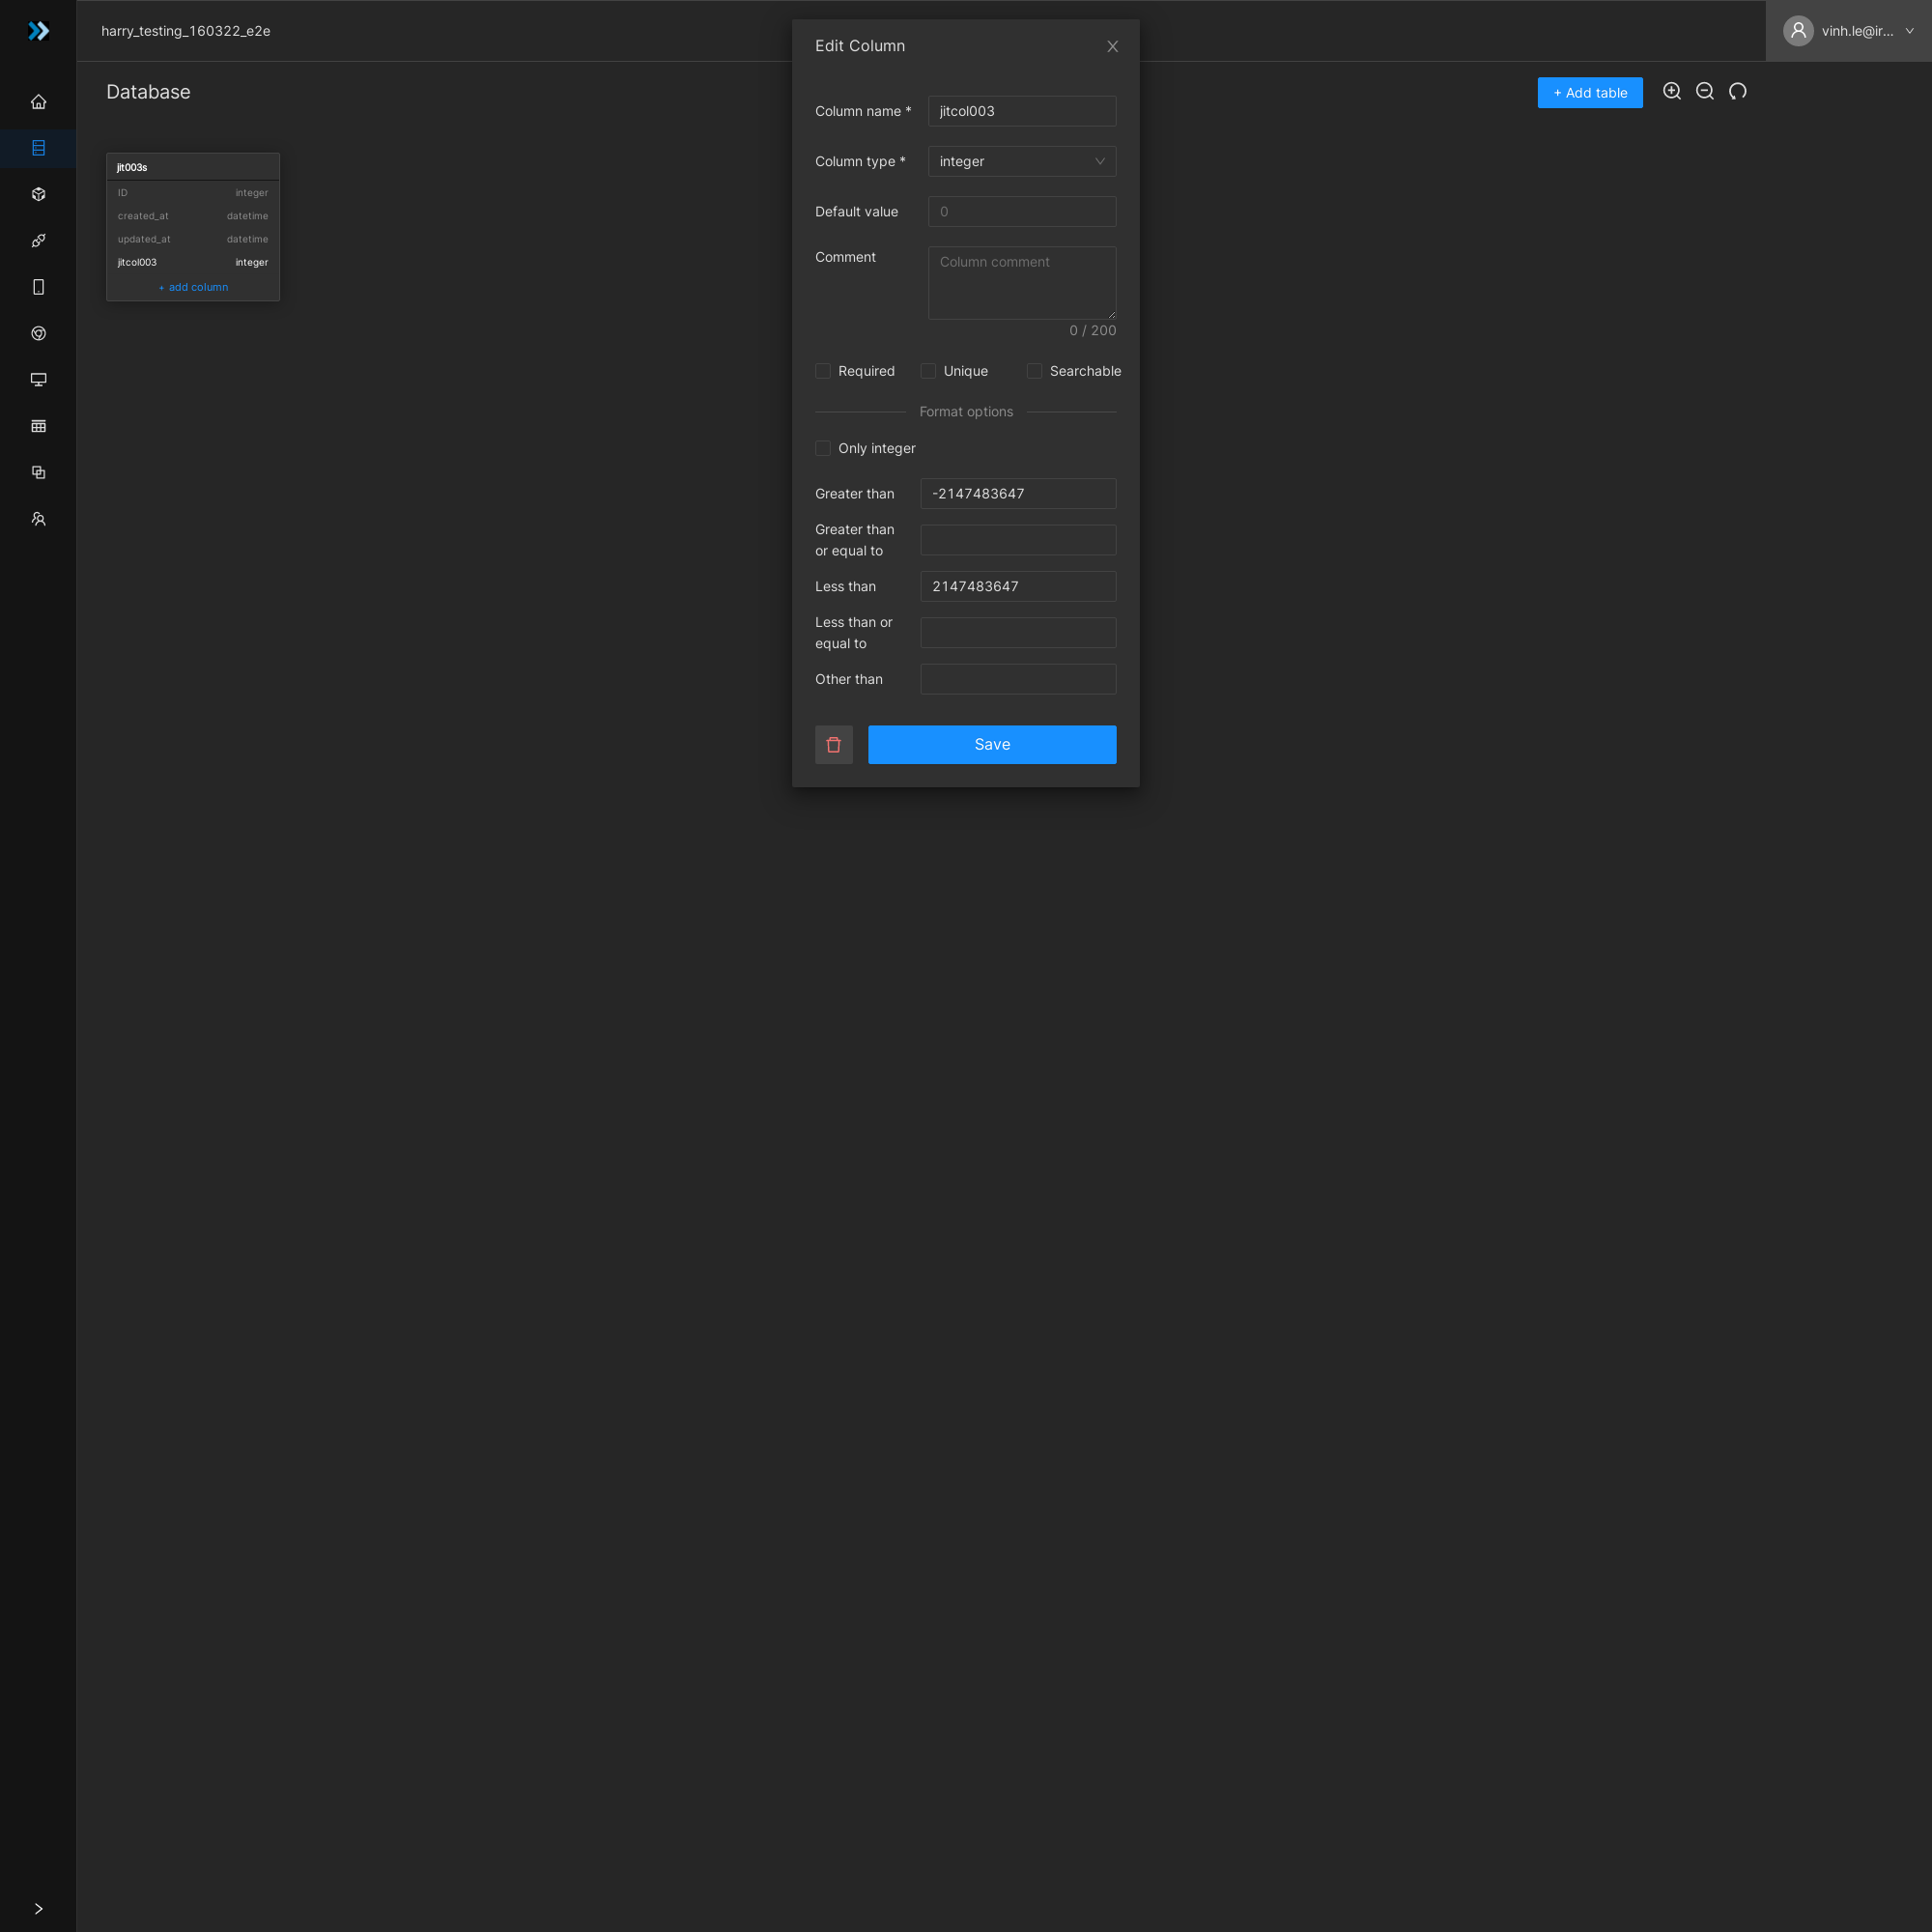 harry_testing_160322_e2e
vinh.le@ir...
Database
+ Add table
jit003s
ID integer
created_at datetime
updated_at datetime
jitcol003 integer
+ add column
Edit Column
Column name * jitcol003
Column type * integer
Default value 0
Comment Column comment
0 / 200
Required Unique Searchable
Format options
Only integer
Greater than -2147483647
Greater than
or equal to
Less than 2147483647
Less than or
equal to
Other than
Save